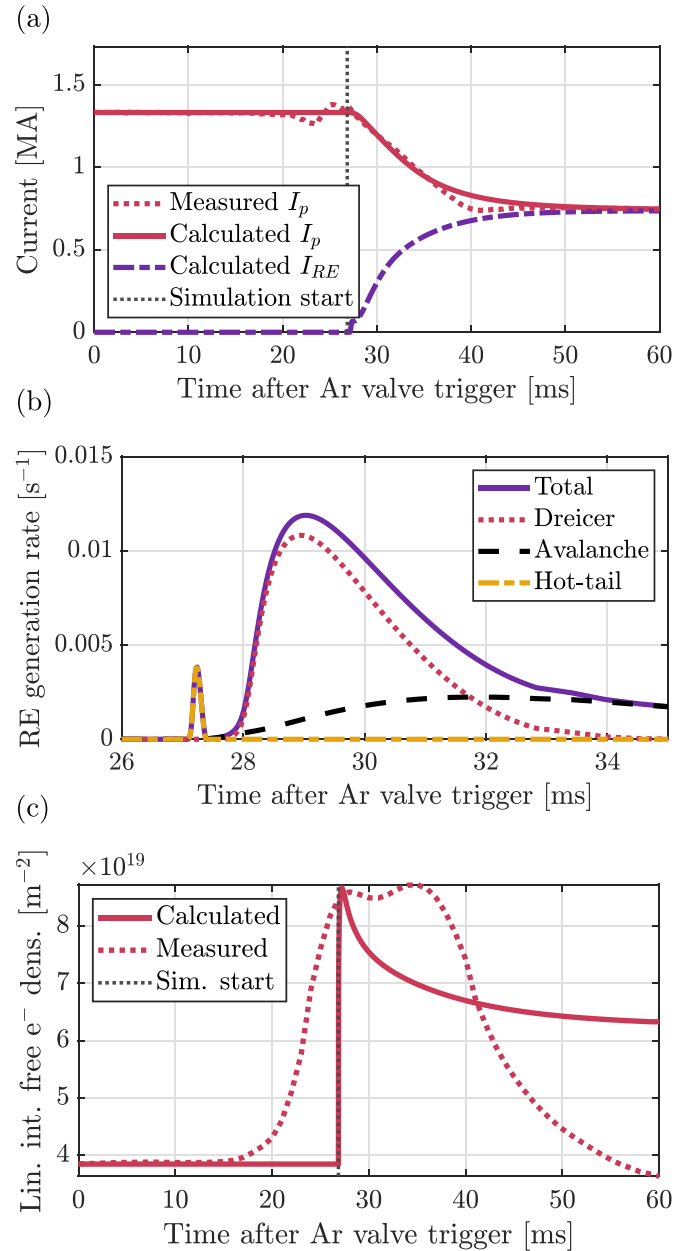 (a)
1.5
1
0.5
0
Current [MA]
Measured I_p
Calculated I_p
Calculated I_RE
Simulation start
0 10 20 30 40 50 60
Time after Ar valve trigger [ms]
(b)
0.015
0.01
0.005
0
RE generation rate [s⁻¹]
Total
Dreicer
Avalanche
Hot-tail
26 28 30 32 34
Time after Ar valve trigger [ms]
(c)
×10¹⁹
8
7
6
5
4
Lin. int. free e⁻ dens. [m⁻²]
Calculated
Measured
Sim. start
0 10 20 30 40 50 60
Time after Ar valve trigger [ms]